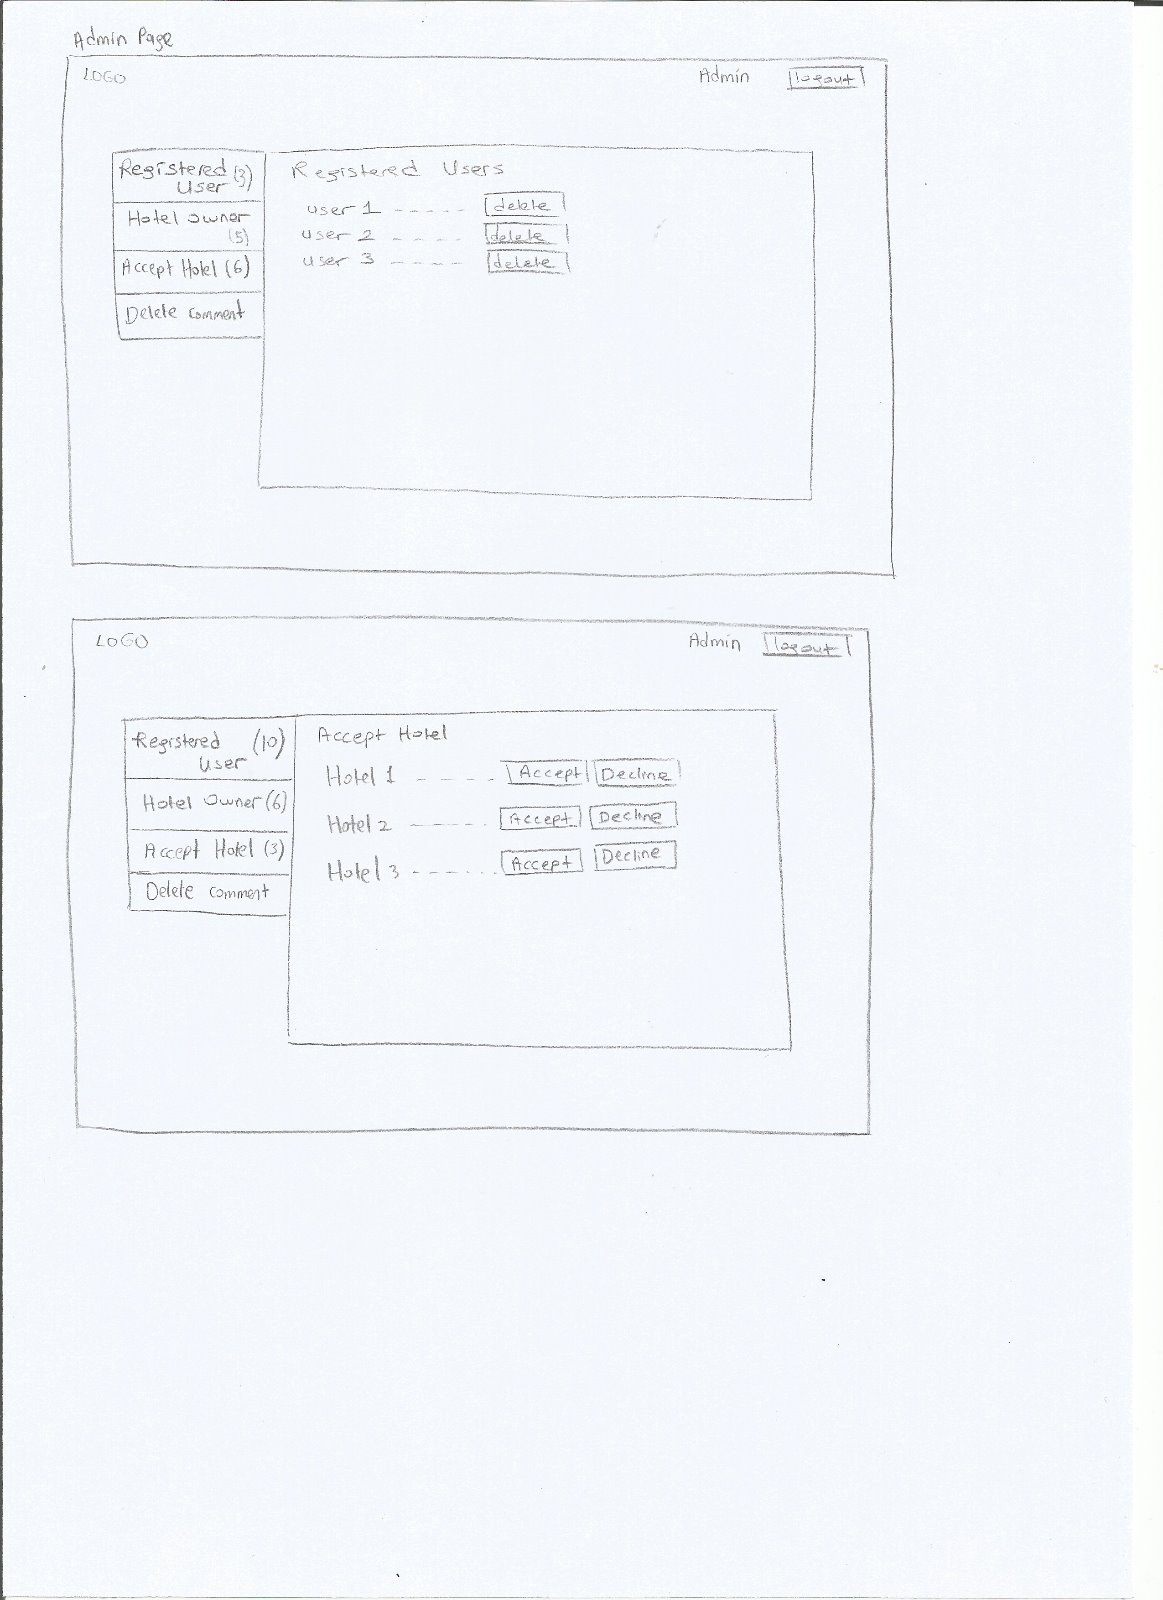 Admin Page
LOGO Admin logout
Registered (3)
User
Hotel Owner
(5)
Accept Hotel (6)
Delete comment
Registered Users
user 1 ----- delete
user 2 ---- delete
user 3 ----- delete
LOGO Admin logout
Registered (10)
User
Hotel Owner (6)
Accept Hotel (3)
Delete comment
Accept Hotel
Hotel 1 ----- Accept Decline
Hotel 2 ------ Accept Decline
Hotel 3 ------- Accept Decline